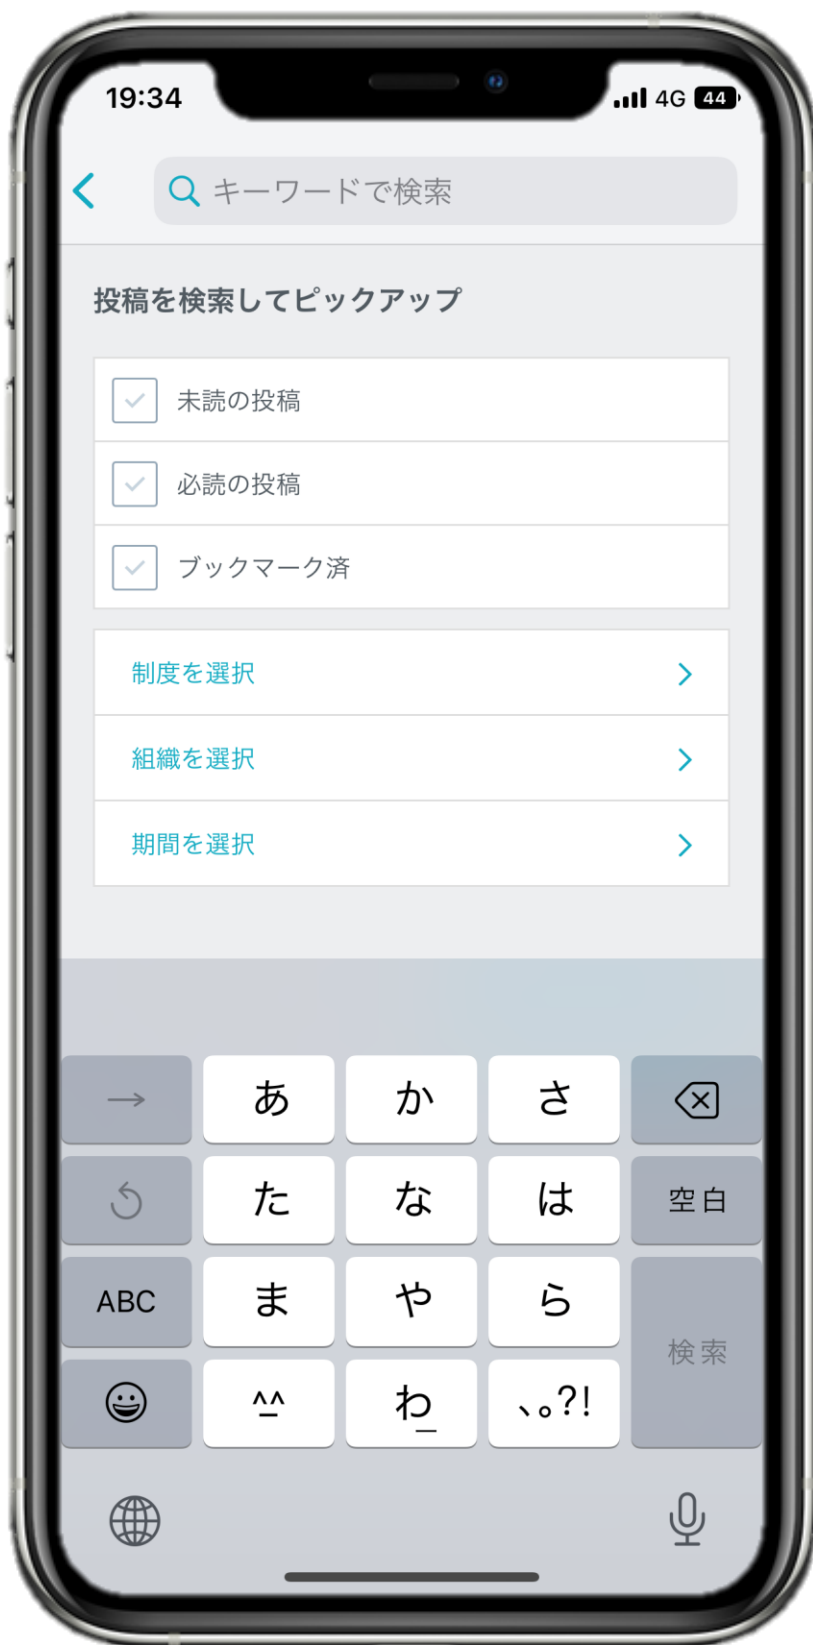 19:34
4G 44
キーワードで検索
投稿を検索してピックアップ
未読の投稿
必読の投稿
ブックマーク済
制度を選択
組織を選択
期間を選択
→ あ か さ
た な は 空白
ABC ま や ら
検索
^^ わ 、。?!